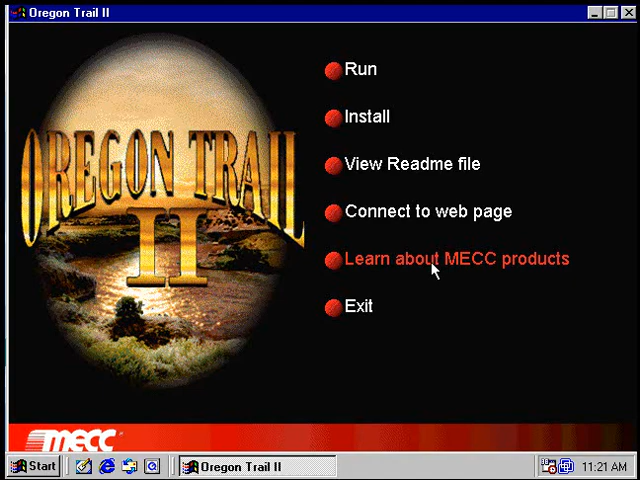 Oregon Trail II
OREGON TRAIL
II
Run
Install
View Readme file
Connect to web page
Learn about MECC products
Exit
mecc
Start
Oregon Trail II
11:21 AM